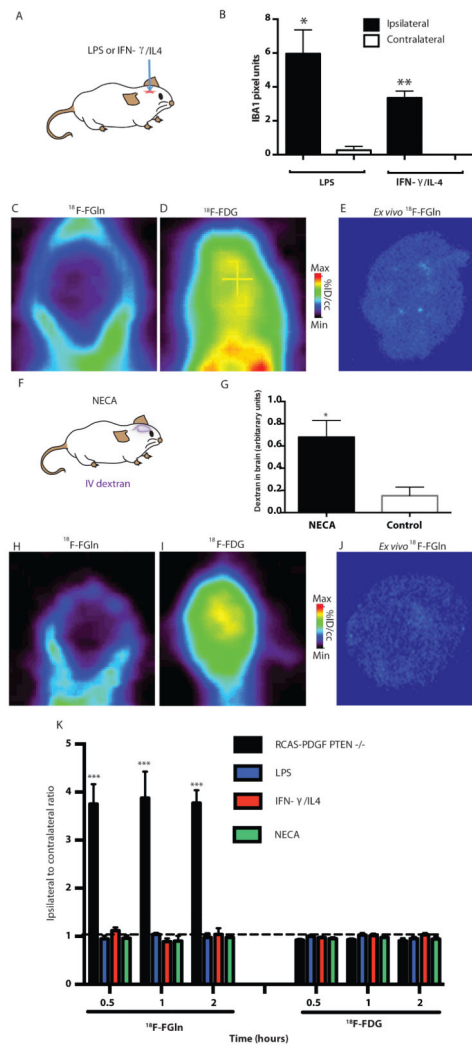 A
LPS or IFN- γ/IL4
B
IBA1 pixel units
8
6
4
2
0
*
**
Ipsilateral
Contralateral
LPS
IFN- γ/IL-4
C
¹⁸F-FGln
D
¹⁸F-FDG
Max
%ID/cc
Min
E
Ex vivo ¹⁸F-FGln
F
NECA
IV dextran
G
Dextran in brain (arbitarary units)
1.0
0.8
0.6
0.4
0.2
0.0
*
NECA
Control
H
¹⁸F-FGln
I
¹⁸F-FDG
Max
%ID/cc
Min
J
Ex vivo ¹⁸F-FGln
K
Ipsilateral to contralateral ratio
5
4
3
2
1
0
***
***
***
RCAS-PDGF PTEN -/-
LPS
IFN- γ/IL4
NECA
0.5
1
2
0.5
1
2
¹⁸F-FGln
¹⁸F-FDG
Time (hours)